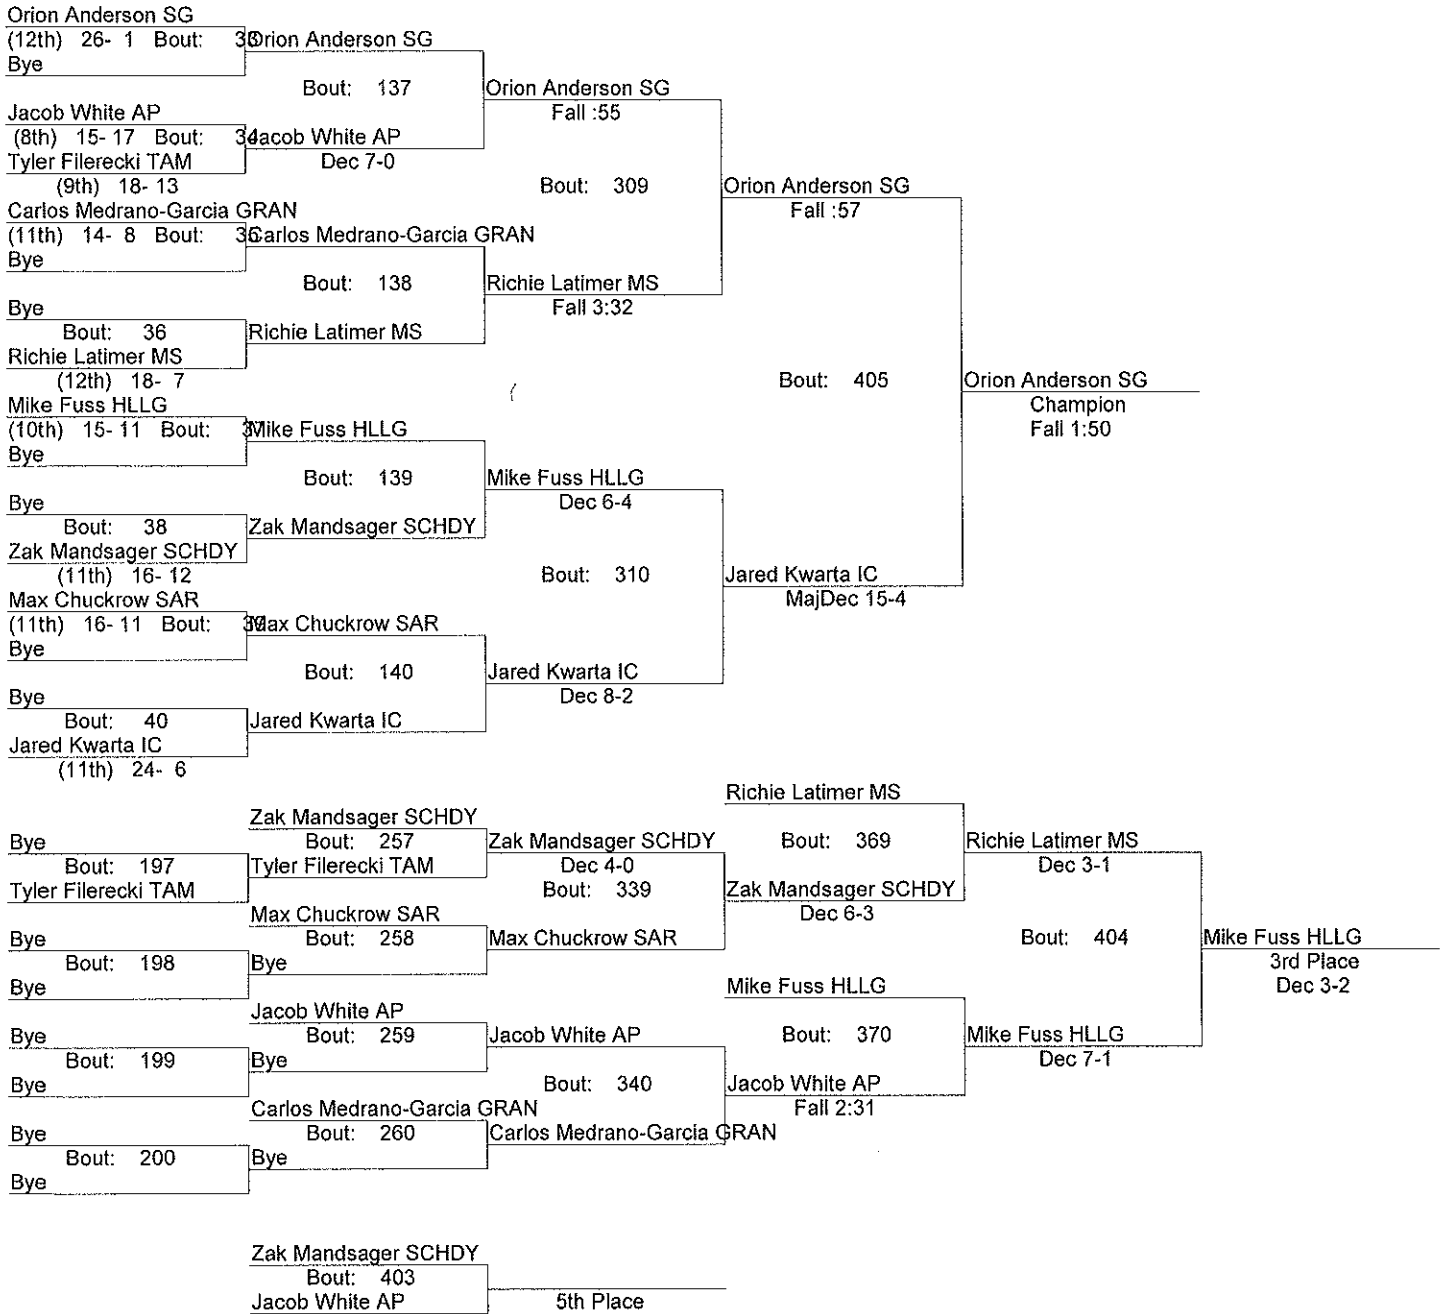 Orion Anderson SG
(12th) 26- 1 Bout: 33
Bye
Orion Anderson SG
Bout: 137
Jacob White AP
(8th) 15- 17 Bout: 34
Tyler Filerecki TAM
(9th) 18- 13
Jacob White AP
Dec 7-0
Orion Anderson SG
Fall :55
Bout: 309
Carlos Medrano-Garcia GRAN
(11th) 14- 8 Bout: 35
Bye
Carlos Medrano-Garcia GRAN
Bout: 138
Bye
Bout: 36
Richie Latimer MS
(12th) 18- 7
Richie Latimer MS
Richie Latimer MS
Fall 3:32
Orion Anderson SG
Fall :57
Bout: 405
Mike Fuss HLLG
(10th) 15- 11 Bout: 37
Bye
Mike Fuss HLLG
Bout: 139
Bye
Bout: 38
Zak Mandsager SCHDY
(11th) 16- 12
Zak Mandsager SCHDY
Mike Fuss HLLG
Dec 6-4
Bout: 310
Max Chuckrow SAR
(11th) 16- 11 Bout: 39
Bye
Max Chuckrow SAR
Bout: 140
Bye
Bout: 40
Jared Kwarta IC
(11th) 24- 6
Jared Kwarta IC
Jared Kwarta IC
Dec 8-2
Jared Kwarta IC
MajDec 15-4
Orion Anderson SG
Champion
Fall 1:50
Bye
Bout: 197
Tyler Filerecki TAM
Zak Mandsager SCHDY
Bout: 257
Tyler Filerecki TAM
Zak Mandsager SCHDY
Dec 4-0
Bout: 339
Bye
Bout: 198
Bye
Max Chuckrow SAR
Bout: 258
Bye
Max Chuckrow SAR
Richie Latimer MS
Bout: 369
Zak Mandsager SCHDY
Dec 6-3
Richie Latimer MS
Dec 3-1
Bout: 404
Bye
Bout: 199
Bye
Jacob White AP
Bout: 259
Bye
Jacob White AP
Bout: 340
Bye
Bout: 200
Bye
Carlos Medrano-Garcia GRAN
Bout: 260
Bye
Carlos Medrano-Garcia GRAN
Mike Fuss HLLG
Bout: 370
Jacob White AP
Fall 2:31
Mike Fuss HLLG
Dec 7-1
Mike Fuss HLLG
3rd Place
Dec 3-2
Zak Mandsager SCHDY
Bout: 403
Jacob White AP
5th Place